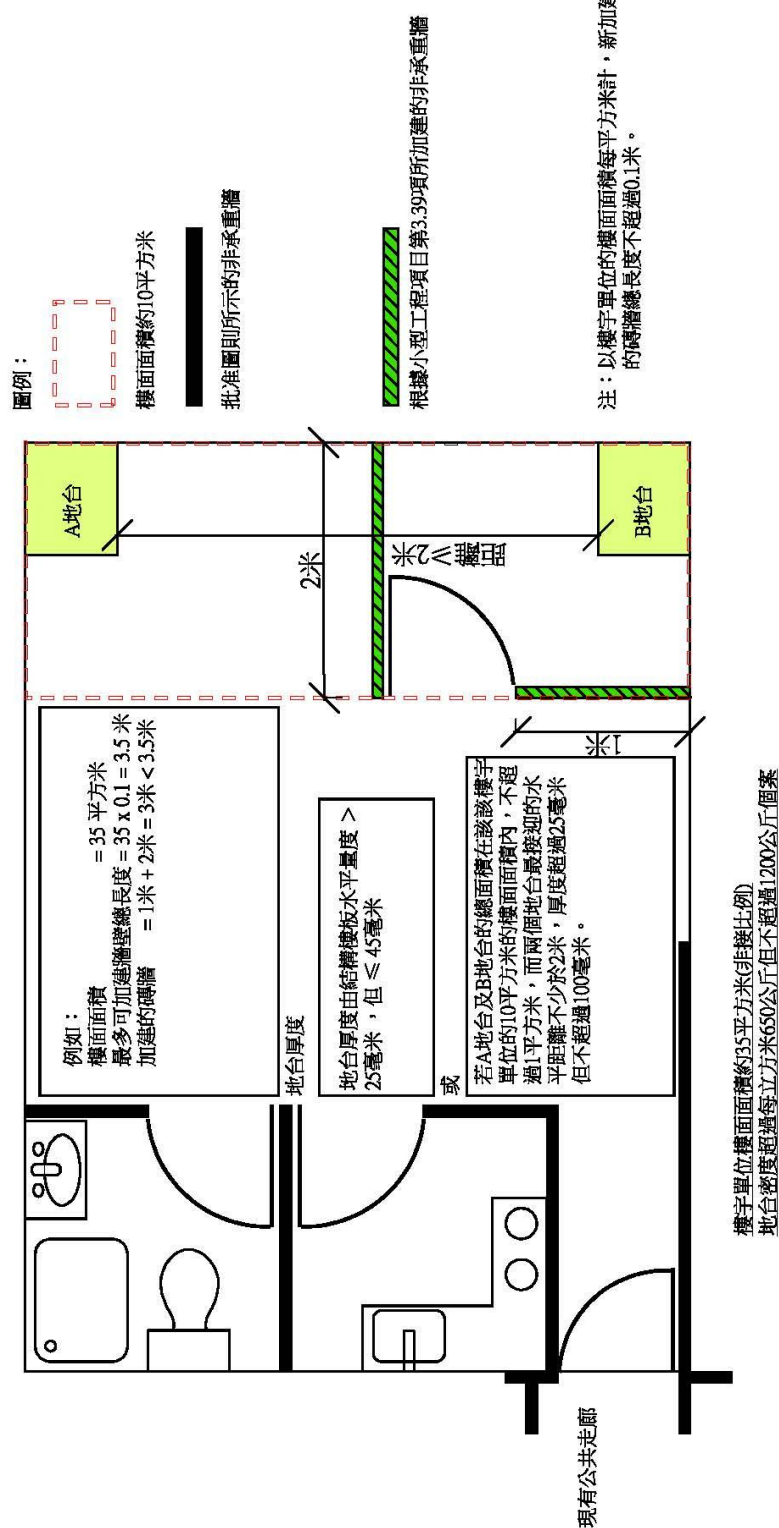 例如：
樓面面積 = 35 平方米
最多可加建牆壁總長度 = 35 x 0.1 = 3.5 米
加建的磚牆 = 1米 + 2米 = 3米 < 3.5米
地台厚度
地台厚度由結構樓板水平量度 >
25毫米，但 ≤ 45毫米
或
若A地台及B地台的總面積在該該樓宇
單位的10平方米的樓面面積內，不超
過1平方米，而兩個地台最接迎的水
平距離不少於2米，厚度超過25毫米
但不超過100毫米。
現有公共走廊
A地台
2米
距離≥2米
B地台
1米
樓宇單位樓面面積約35平方米(非接比例)
地台密度超過每立方米650公斤但不超過1200公斤個案
圖例：
樓面面積約10平方米
批准圖則所示的非承重牆
根據小型工程項目第3.39項所加建的非承重牆
注：以樓宇單位的樓面面積每平方米計，新加建
的磚牆總長度不超過0.1米。